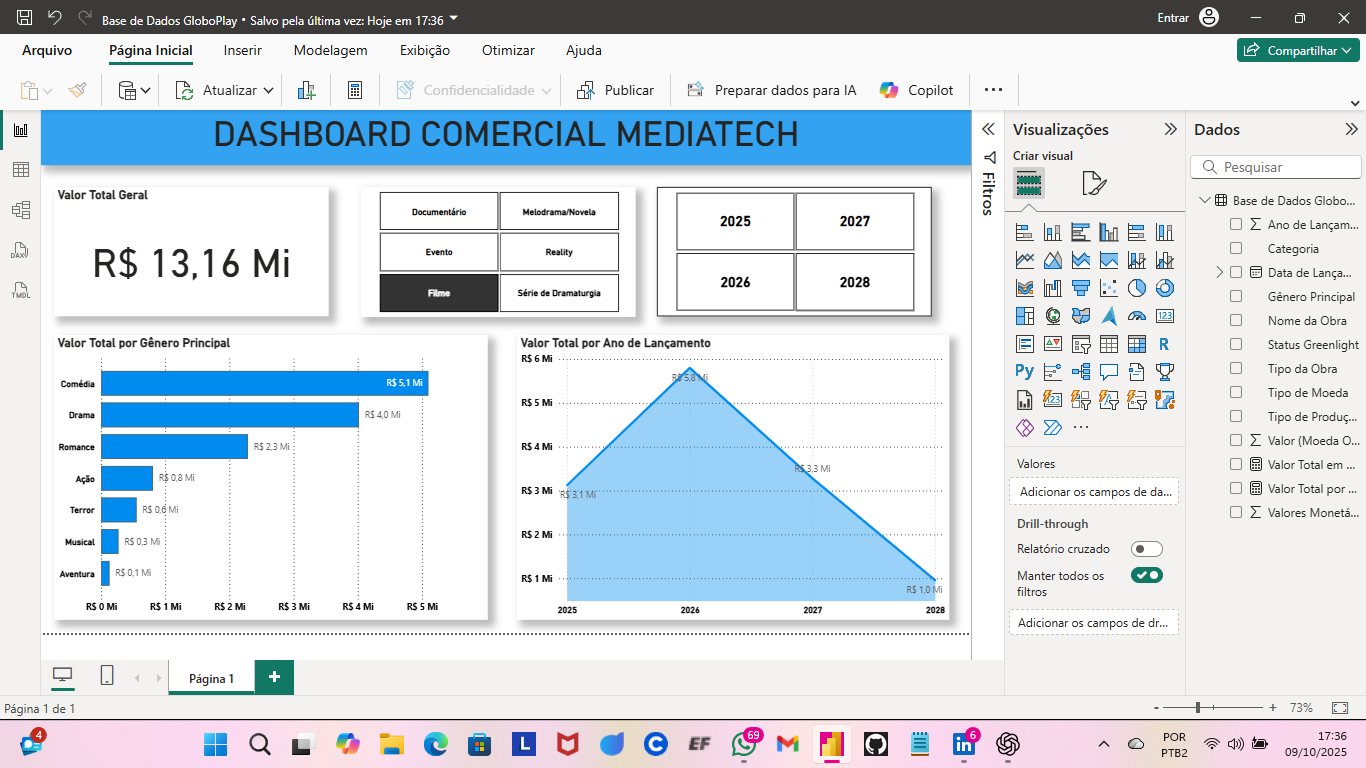 Base de Dados GloboPlay • Salvo pela última vez: Hoje em 17:36
Entrar
Arquivo
Página Inicial
Inserir
Modelagem
Exibição
Otimizar
Ajuda
Compartilhar
Atualizar
Confidencialidade
Publicar
Preparar dados para IA
Copilot
DASHBOARD COMERCIAL MEDIATECH
Valor Total Geral
R$ 13,16 Mi
Documentário
Melodrama/Novela
Evento
Reality
Filme
Série de Dramaturgia
2025
2027
2026
2028
Valor Total por Gênero Principal
Comédia
R$ 5,1 Mi
Drama
R$ 4,0 Mi
Romance
R$ 2,3 Mi
Ação
R$ 0,8 Mi
Terror
R$ 0,6 Mi
Musical
R$ 0,3 Mi
Aventura
R$ 0,1 Mi
R$ 0 Mi
R$ 1 Mi
R$ 2 Mi
R$ 3 Mi
R$ 4 Mi
R$ 5 Mi
Valor Total por Ano de Lançamento
R$ 6 Mi
R$ 5 Mi
R$ 4 Mi
R$ 3 Mi
R$ 2 Mi
R$ 1 Mi
R$ 3,1 Mi
R$ 5,8 Mi
R$ 3,3 Mi
R$ 1,0 Mi
2025
2026
2027
2028
Filtros
Visualizações
Criar visual
123
R
Py
123
Valores
Adicionar os campos de da...
Drill-through
Relatório cruzado
Manter todos os
filtros
Adicionar os campos de dr...
Dados
Pesquisar
Base de Dados Globo...
Ano de Lançam...
Categoria
Data de Lança...
Gênero Principal
Nome da Obra
Status Greenlight
Tipo da Obra
Tipo de Moeda
Tipo de Produç...
Valor (Moeda O...
Valor Total em ...
Valor Total por ...
Valores Monetá...
DAX
TMDL
Página 1
Página 1 de 1
73%
4
L
C
EF
69
6
POR
PTB2
17:36
09/10/2025